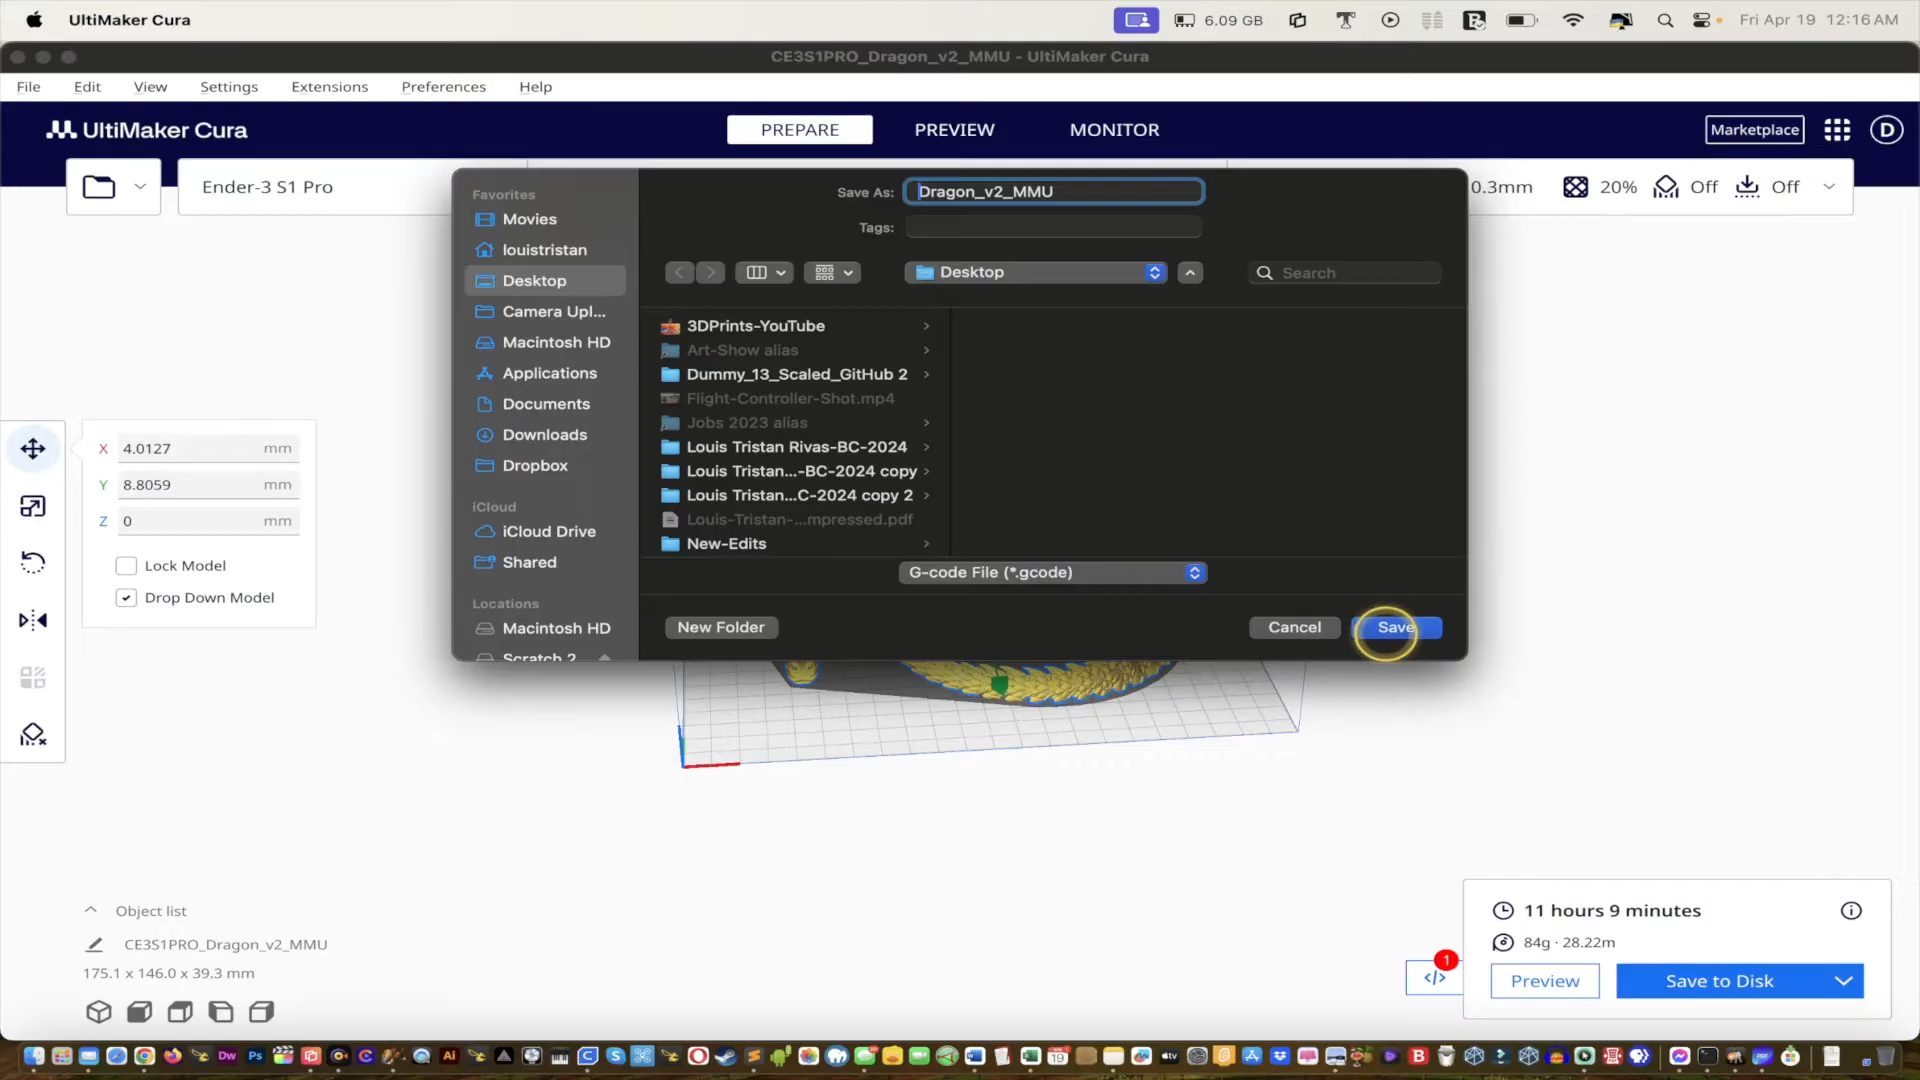 UltiMaker Cura
6.09 GB
Fri Apr 19 12:16 AM
CE3S1PRO_Dragon_v2_MMU - UltiMaker Cura
File Edit View Settings Extensions Preferences Help
UltiMaker Cura
PREPARE PREVIEW MONITOR
Marketplace
D
Ender-3 S1 Pro
0.3mm 20% Off Off
Favorites
Movies
louistristan
Desktop
Camera Upl...
Macintosh HD
Applications
Documents
Downloads
Dropbox
iCloud
iCloud Drive
Shared
Locations
Macintosh HD
Scratch 2
Save As: Dragon_v2_MMU
Tags:
Desktop
Search
3DPrints-YouTube
Art-Show alias
Dummy_13_Scaled_GitHub 2
Flight-Controller-Shot.mp4
Jobs 2023 alias
Louis Tristan Rivas-BC-2024
Louis Tristan...-BC-2024 copy
Louis Tristan...C-2024 copy 2
Louis-Tristan-...mpressed.pdf
New-Edits
G-code File (*.gcode)
New Folder
Cancel
Save
X 4.0127 mm
Y 8.8059 mm
Z 0 mm
Lock Model
Drop Down Model
Object list
CE3S1PRO_Dragon_v2_MMU
175.1 x 146.0 x 39.3 mm
11 hours 9 minutes
84g · 28.22m
1
</>
Preview
Save to Disk
Dw
Ps
Ai
19
tv